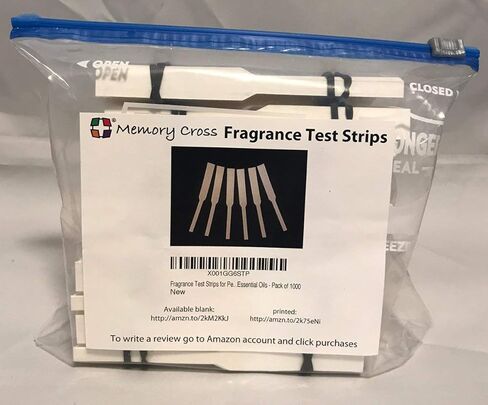 OPEN
OPEN
CLOSED
Memory Cross Fragrance Test Strips
X001GG6STP
Fragrance Test Strips for Pe...Essential Oils - Pack of 1000
New
Available blank:
http://amzn.to/2kM2KkJ
printed:
http://amzn.to/2k75eNi
To write a review go to Amazon account and click purchases